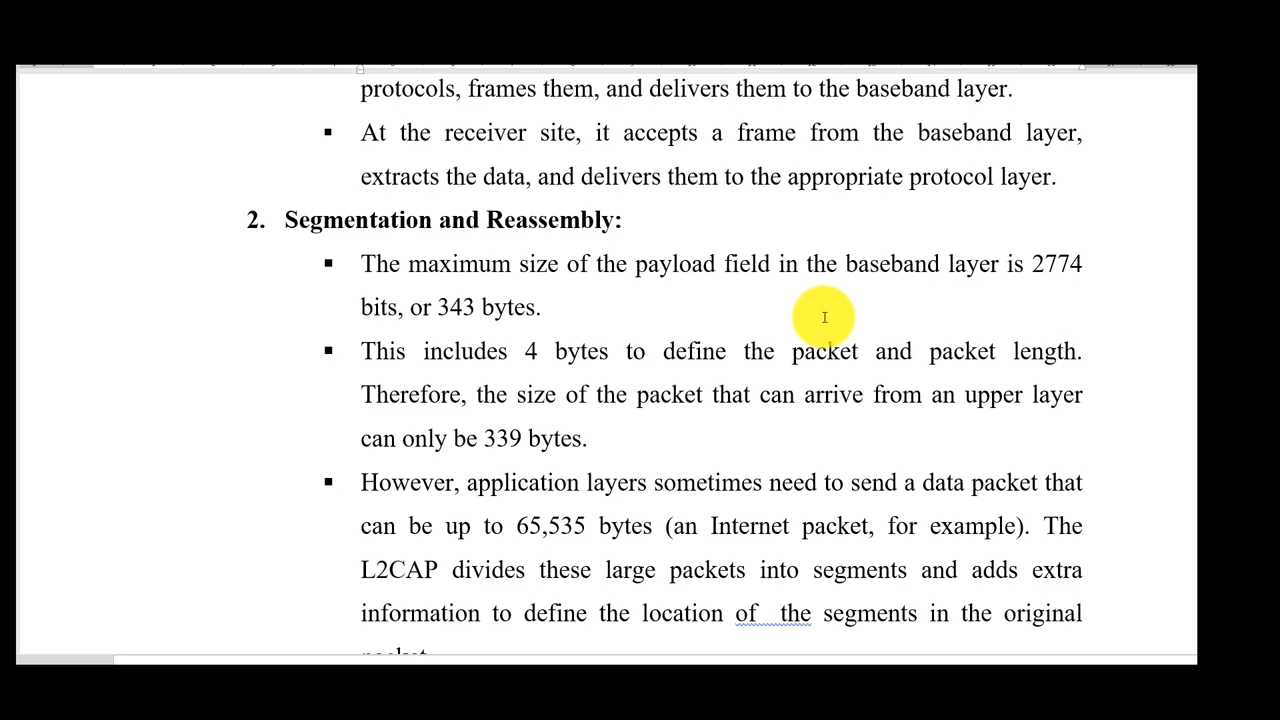 protocols, frames them, and delivers them to the baseband layer.
▪ At the receiver site, it accepts a frame from the baseband layer,
extracts the data, and delivers them to the appropriate protocol layer.
2. Segmentation and Reassembly:
▪ The maximum size of the payload field in the baseband layer is 2774
bits, or 343 bytes.
▪ This includes 4 bytes to define the packet and packet length.
Therefore, the size of the packet that can arrive from an upper layer
can only be 339 bytes.
▪ However, application layers sometimes need to send a data packet that
can be up to 65,535 bytes (an Internet packet, for example). The
L2CAP divides these large packets into segments and adds extra
information to define the location of the segments in the original